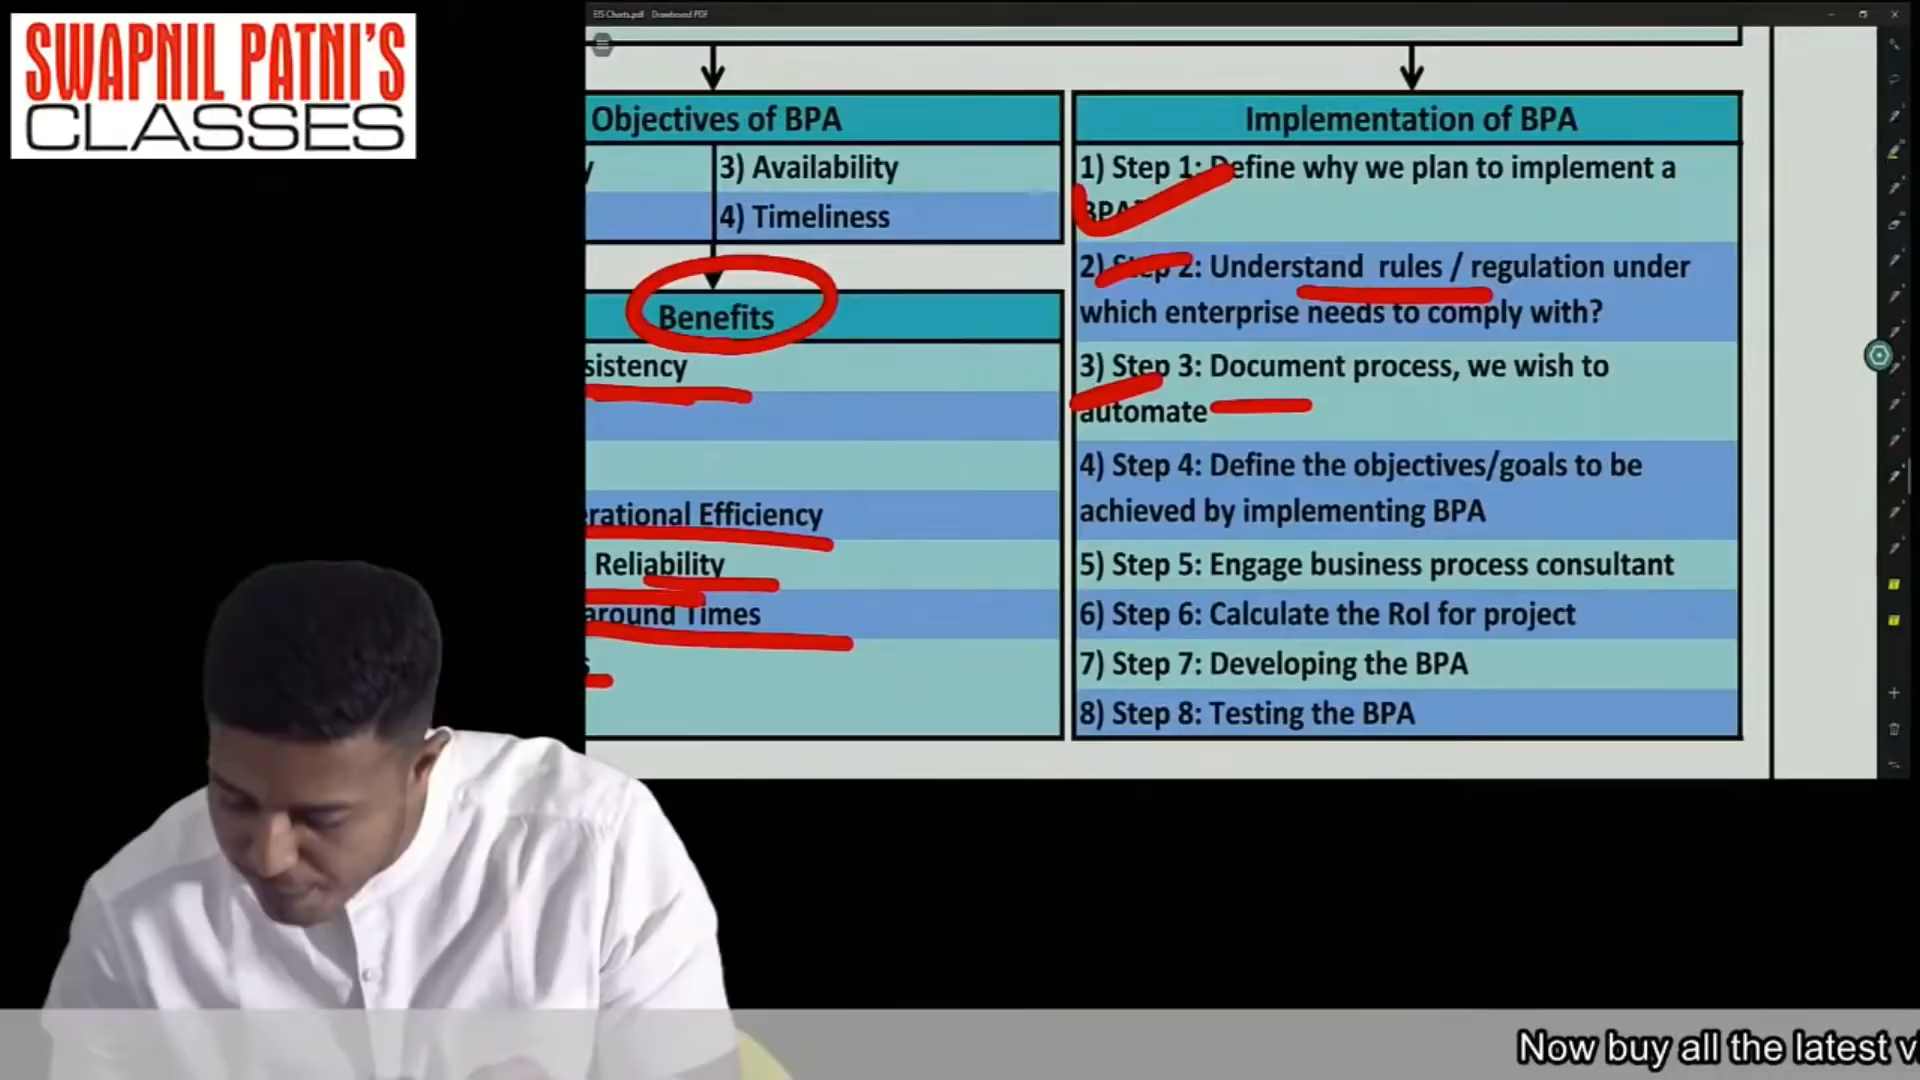 SWAPNIL PATNI'S
CLASSES
EIS Charts.pdf - Drawboard PDF
Objectives of BPA
3) Availability
4) Timeliness
Benefits
sistency
rational Efficiency
Reliability
around Times
s
Implementation of BPA
1) Step 1: Define why we plan to implement a
BPA?
2) Step 2: Understand rules / regulation under
which enterprise needs to comply with?
3) Step 3: Document process, we wish to
automate
4) Step 4: Define the objectives/goals to be
achieved by implementing BPA
5) Step 5: Engage business process consultant
6) Step 6: Calculate the RoI for project
7) Step 7: Developing the BPA
8) Step 8: Testing the BPA
Now buy all the latest v